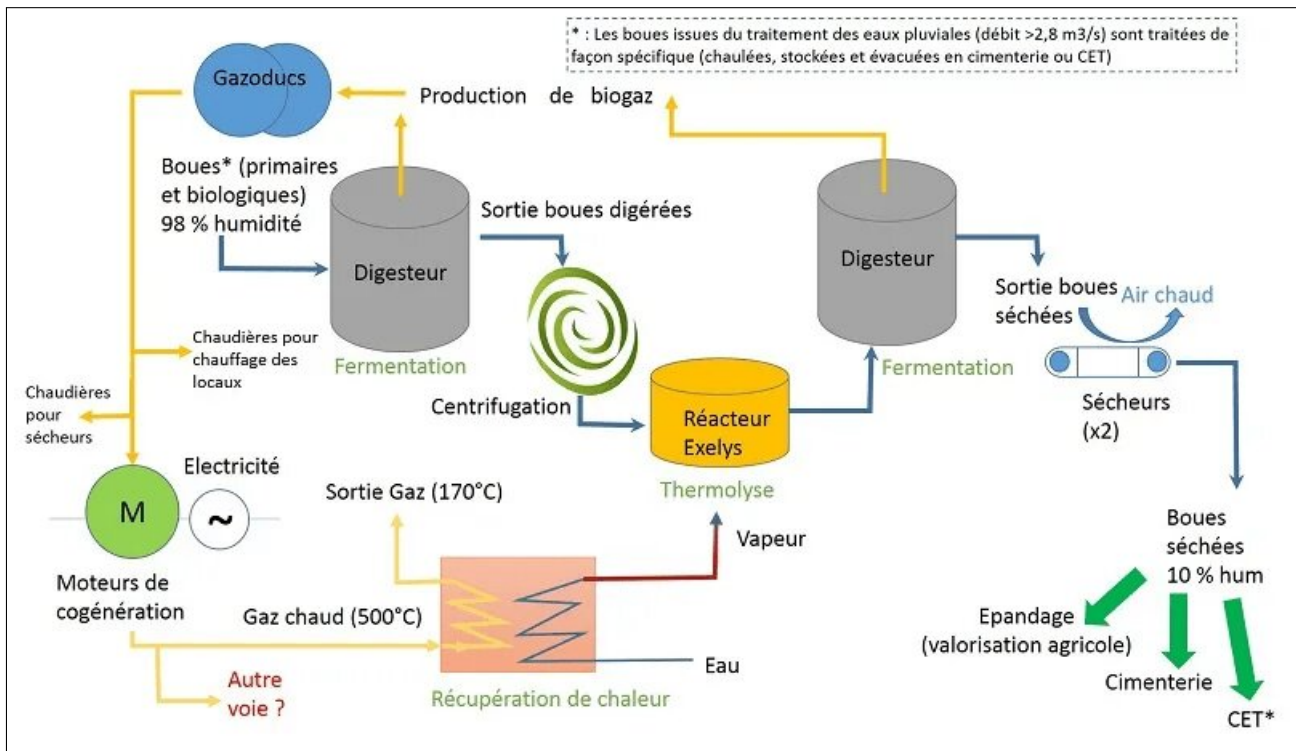 * : Les boues issues du traitement des eaux pluviales (débit >2,8 m3/s) sont traitées de
façon spécifique (chaulées, stockées et évacuées en cimenterie ou CET)
Gazoducs
Production de biogaz
Boues* (primaires
et biologiques)
98 % humidité
Sortie boues digérées
Digesteur
Fermentation
Digesteur
Fermentation
Sortie boues
séchées
Air chaud
Chaudières pour
chauffage des
locaux
Chaudières
pour
sécheurs
Centrifugation
Réacteur
Exelys
Thermolyse
Sécheurs
(x2)
Electricité
M
~
Moteurs de
cogénération
Sortie Gaz (170°C)
Vapeur
Gaz chaud (500°C)
Eau
Récupération de chaleur
Autre
voie ?
Boues
séchées
10 % hum
Epandage
(valorisation agricole)
Cimenterie
CET*